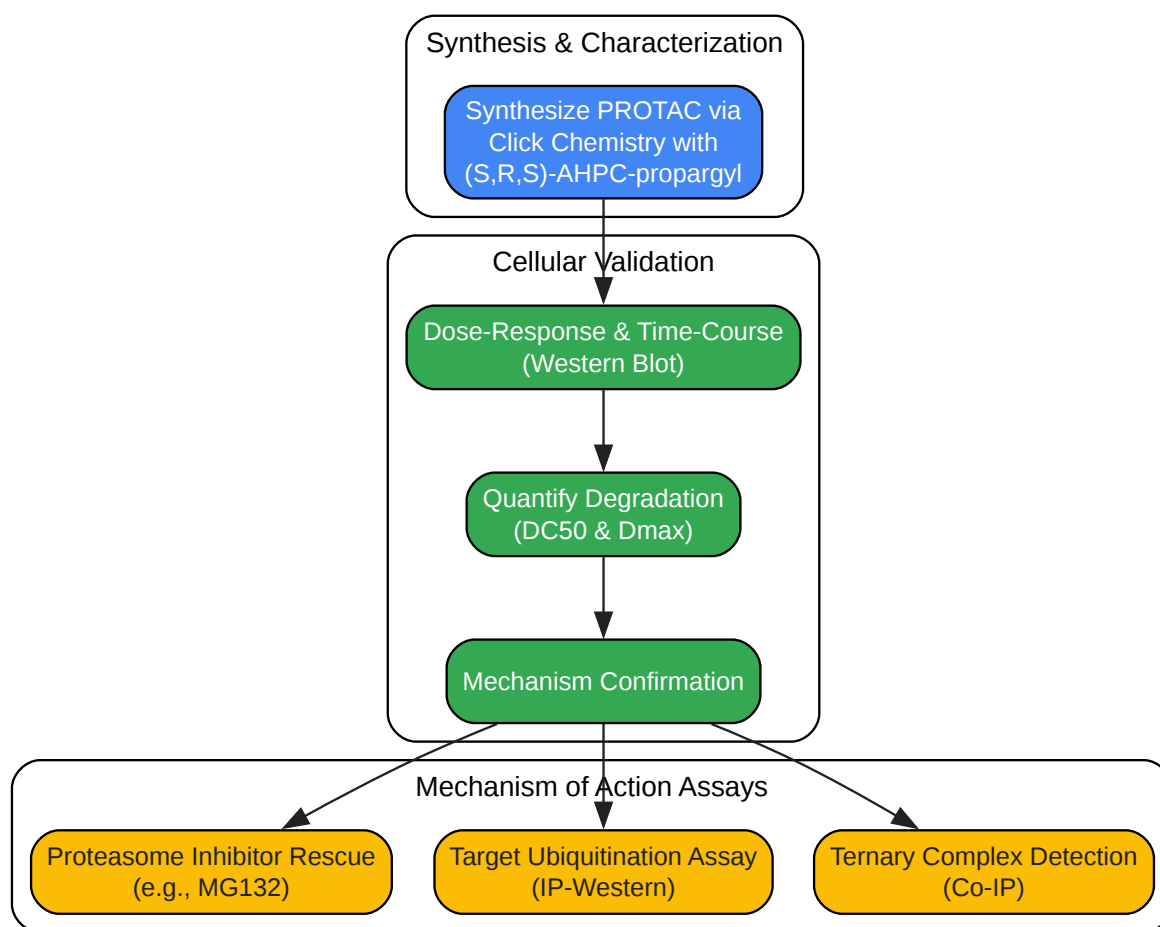 Synthesis & Characterization
Synthesize PROTAC via
Click Chemistry with
(S,R,S)-AHPC-propargyl
Cellular Validation
Dose-Response & Time-Course
(Western Blot)
Quantify Degradation
(DC50 & Dmax)
Mechanism Confirmation
Mechanism of Action Assays
Proteasome Inhibitor Rescue
(e.g., MG132)
Target Ubiquitination Assay
(IP-Western)
Ternary Complex Detection
(Co-IP)